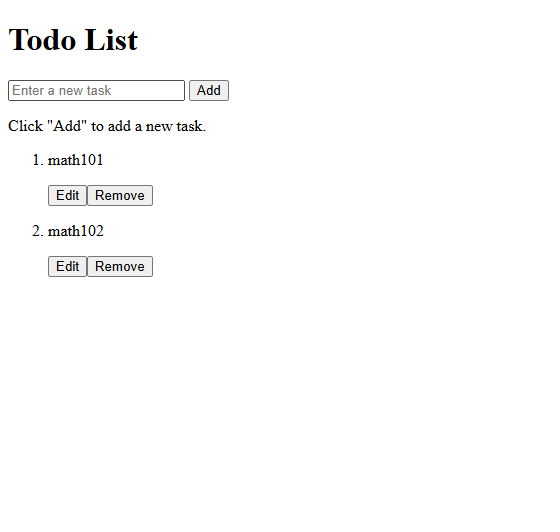 Todo List
Enter a new task Add
Click "Add" to add a new task.
1. math101
Edit Remove
2. math102
Edit Remove